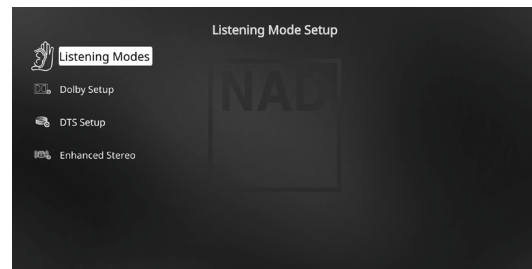 Listening Mode Setup
Listening Modes
Dolby Setup
DTS Setup
Enhanced Stereo
NAD